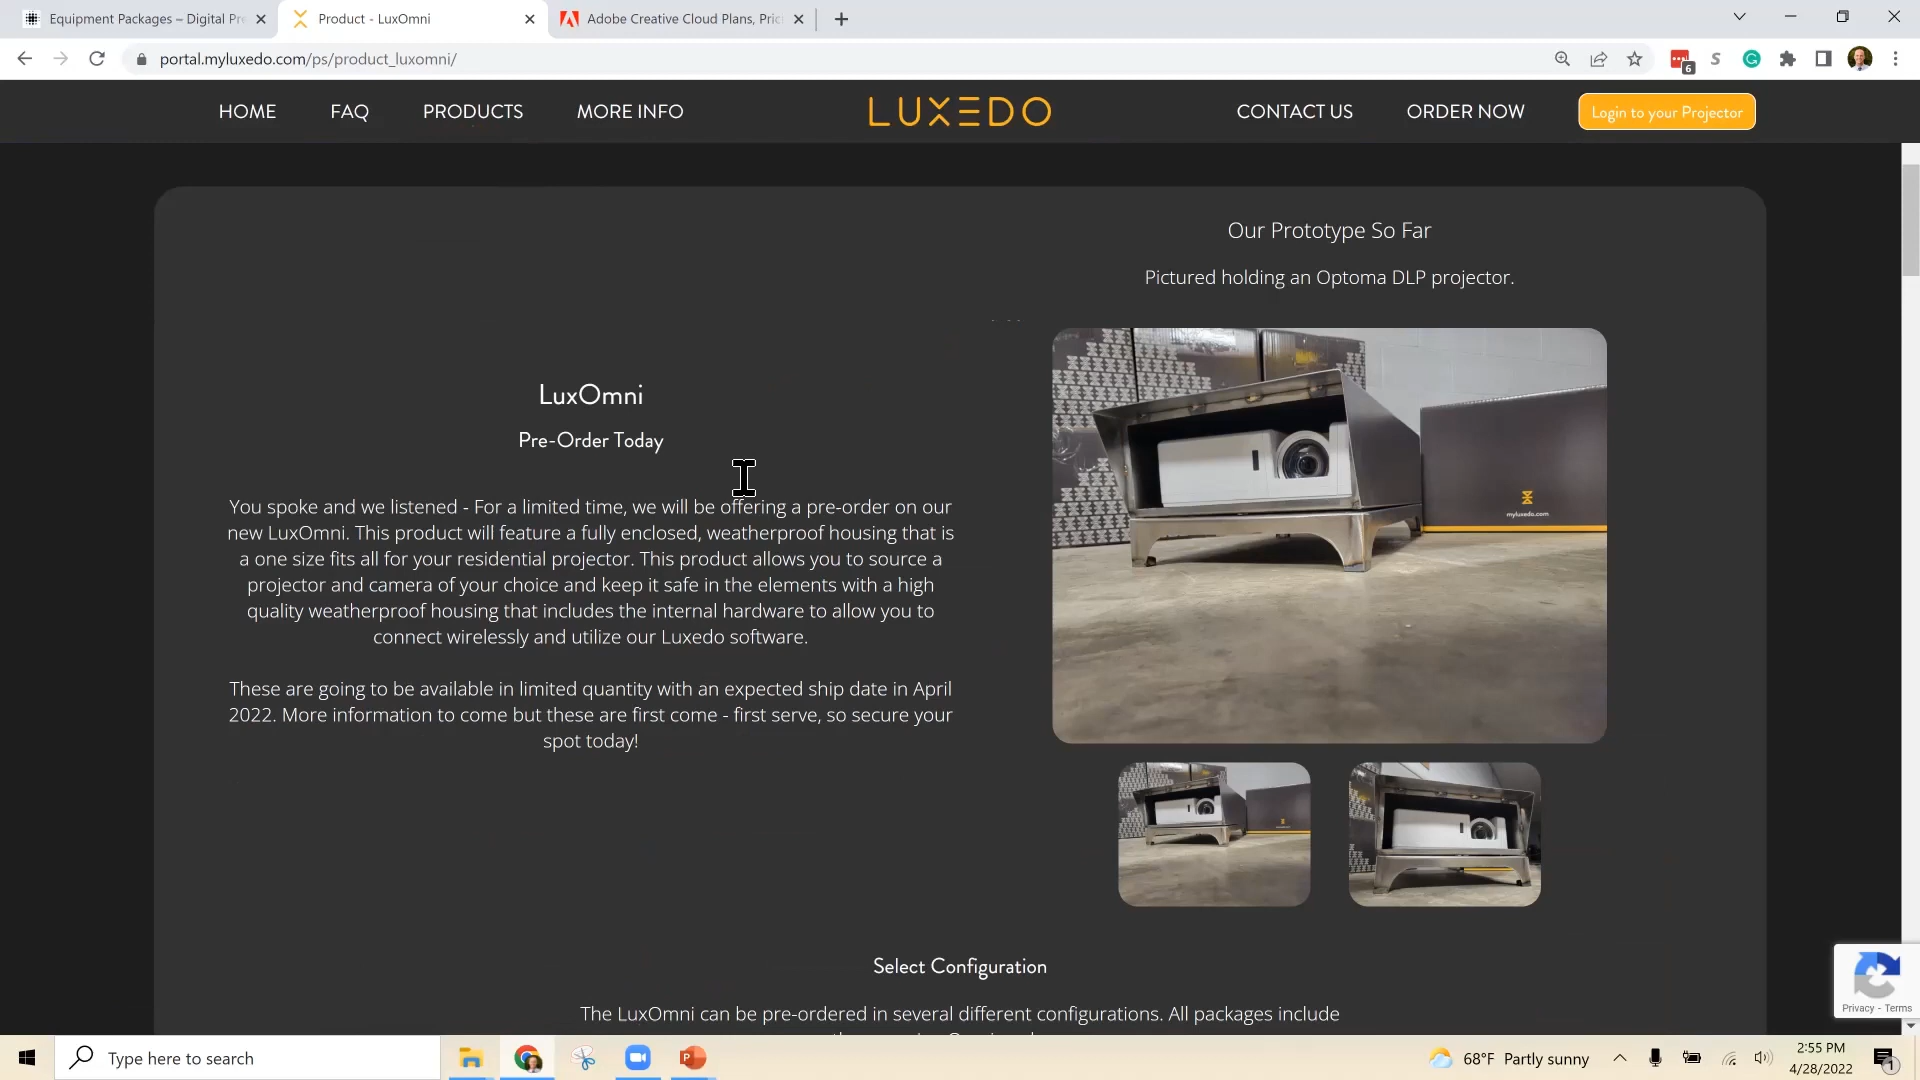 Equipment Packages – Digital Pr
Product - LuxOmni
Adobe Creative Cloud Plans, Pric
portal.myluxedo.com/ps/product_luxomni/
6
HOME
FAQ
PRODUCTS
MORE INFO
LUXEDO
CONTACT US
ORDER NOW
Login to your Projector
Our Prototype So Far
Pictured holding an Optoma DLP projector.
LuxOmni
Pre-Order Today
You spoke and we listened - For a limited time, we will be offering a pre-order on our
new LuxOmni. This product will feature a fully enclosed, weatherproof housing that is
a one size fits all for your residential projector. This product allows you to source a
projector and camera of your choice and keep it safe in the elements with a high
quality weatherproof housing that includes the internal hardware to allow you to
connect wirelessly and utilize our Luxedo software.
These are going to be available in limited quantity with an expected ship date in April
2022. More information to come but these are first come - first serve, so secure your
spot today!
myluxedo.com
Select Configuration
The LuxOmni can be pre-ordered in several different configurations. All packages include
Privacy - Terms
Type here to search
68°F Partly sunny
2:55 PM
4/28/2022
1